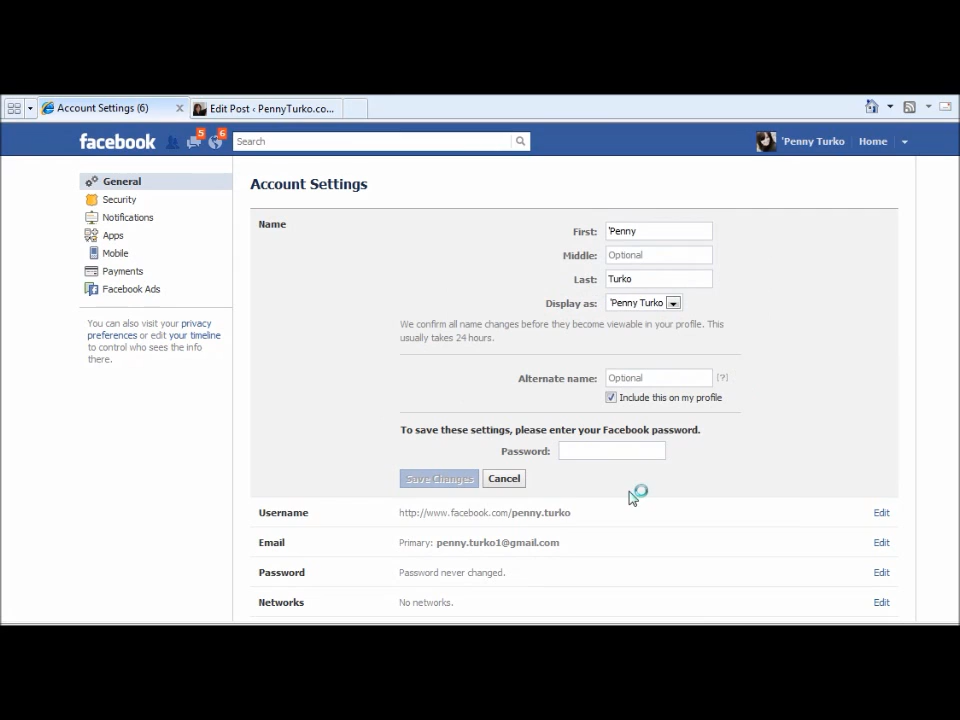 Account Settings (6)
Edit Post ‹ PennyTurko.co...
facebook
5
6
Search
'Penny Turko
Home
General
Security
Notifications
Apps
Mobile
Payments
Facebook Ads
You can also visit your privacy
preferences or edit your timeline
to control who sees the info
there.
Account Settings
Name
First: 'Penny
Middle: Optional
Last: Turko
Display as: 'Penny Turko
We confirm all name changes before they become viewable in your profile. This
usually takes 24 hours.
Alternate name: Optional [?]
Include this on my profile
To save these settings, please enter your Facebook password.
Password:
Save Changes Cancel
Username http://www.facebook.com/penny.turko Edit
Email Primary: penny.turko1@gmail.com Edit
Password Password never changed. Edit
Networks No networks. Edit